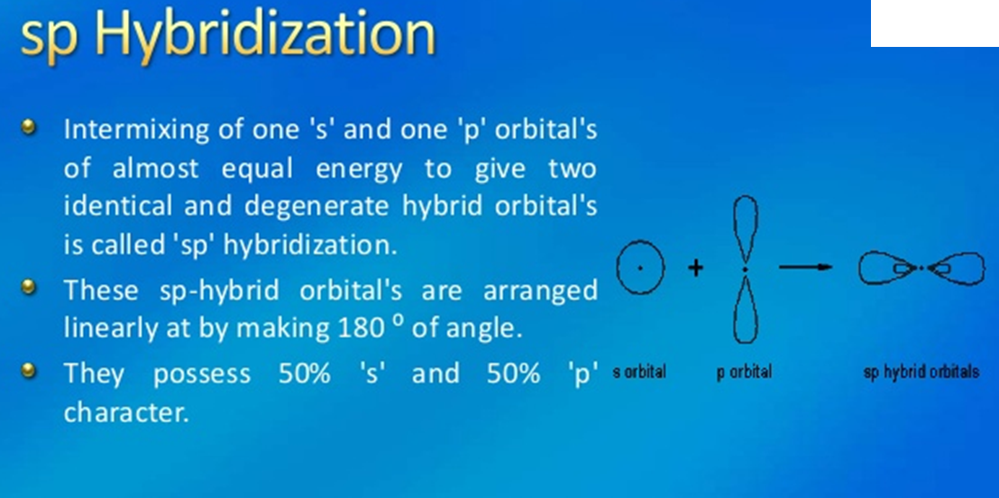 sp Hybridization
Intermixing of one 's' and one 'p' orbital's
of almost equal energy to give two
identical and degenerate hybrid orbital's
is called 'sp' hybridization.
These sp-hybrid orbital's are arranged
linearly at by making 180 ° of angle.
They possess 50% 's' and 50% 'p'
character.
+
s orbital
p orbital
sp hybrid orbitals